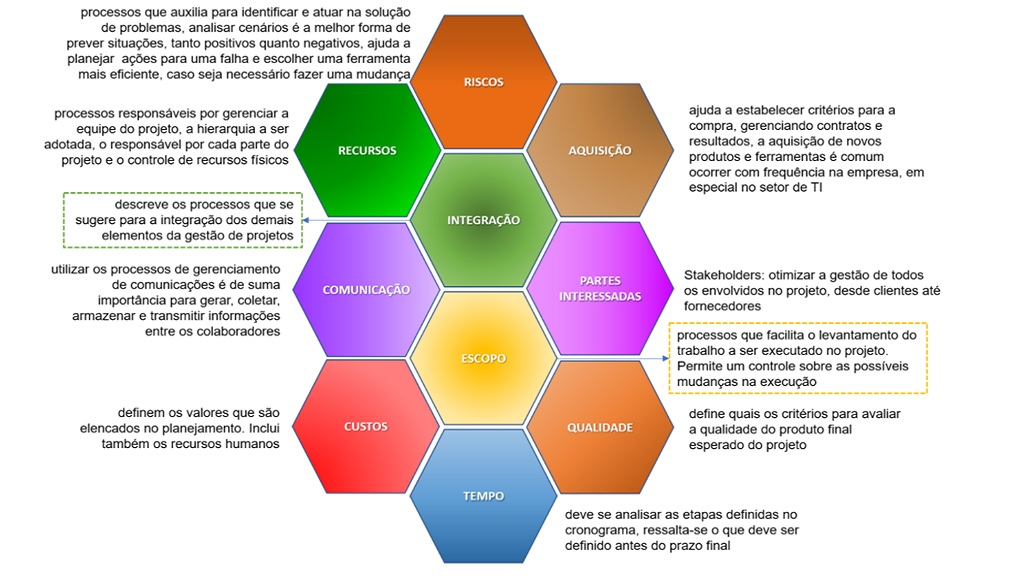 processos que auxilia para identificar e atuar na solução
de problemas, analisar cenários é a melhor forma de
prever situações, tanto positivos quanto negativos, ajuda a
planejar ações para uma falha e escolher uma ferramenta
mais eficiente, caso seja necessário fazer uma mudança
RISCOS
processos responsáveis por gerenciar a
equipe do projeto, a hierarquia a ser
adotada, o responsável por cada parte do
projeto e o controle de recursos físicos
RECURSOS
AQUISIÇÃO
ajuda a estabelecer critérios para a
compra, gerenciando contratos e
resultados, a aquisição de novos
produtos e ferramentas é comum
ocorrer com frequência na empresa, em
especial no setor de TI
descreve os processos que se
sugere para a integração dos demais
elementos da gestão de projetos
INTEGRAÇÃO
utilizar os processos de gerenciamento
de comunicações é de suma
importância para gerar, coletar,
armazenar e transmitir informações
entre os colaboradores
COMUNICAÇÃO
PARTES
INTERESSADAS
Stakeholders: otimizar a gestão de todos
os envolvidos no projeto, desde clientes até
fornecedores
ESCOPO
processos que facilita o levantamento do
trabalho a ser executado no projeto.
Permite um controle sobre as possíveis
mudanças na execução
definem os valores que são
elencados no planejamento. Inclui
também os recursos humanos
CUSTOS
QUALIDADE
define quais os critérios para avaliar
a qualidade do produto final
esperado do projeto
TEMPO
deve se analisar as etapas definidas no
cronograma, ressalta-se o que deve ser
definido antes do prazo final